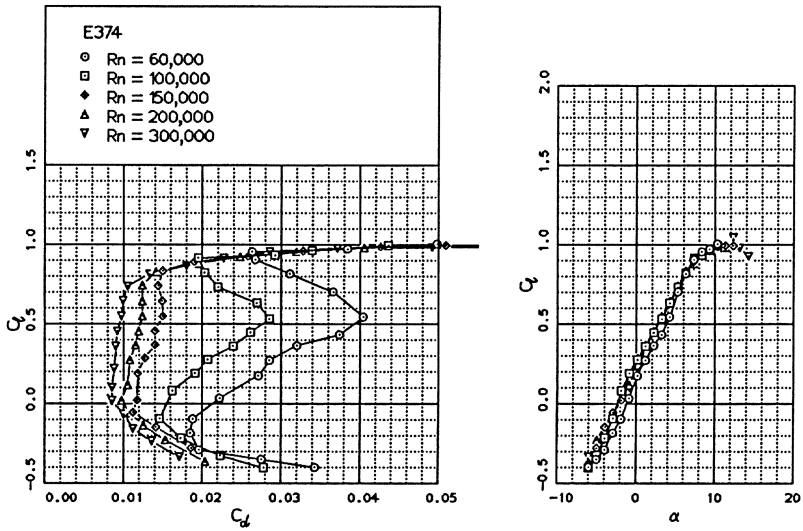 E374
Rn = 60,000
Rn = 100,000
Rn = 150,000
Rn = 200,000
Rn = 300,000
1.5
1.0
0.5
0.0
−0.5
Cl
0.00
0.01
0.02
0.03
0.04
0.05
Cd
2.0
1.5
1.0
0.5
0.0
−0.5
Cl
−10
0
10
20
α